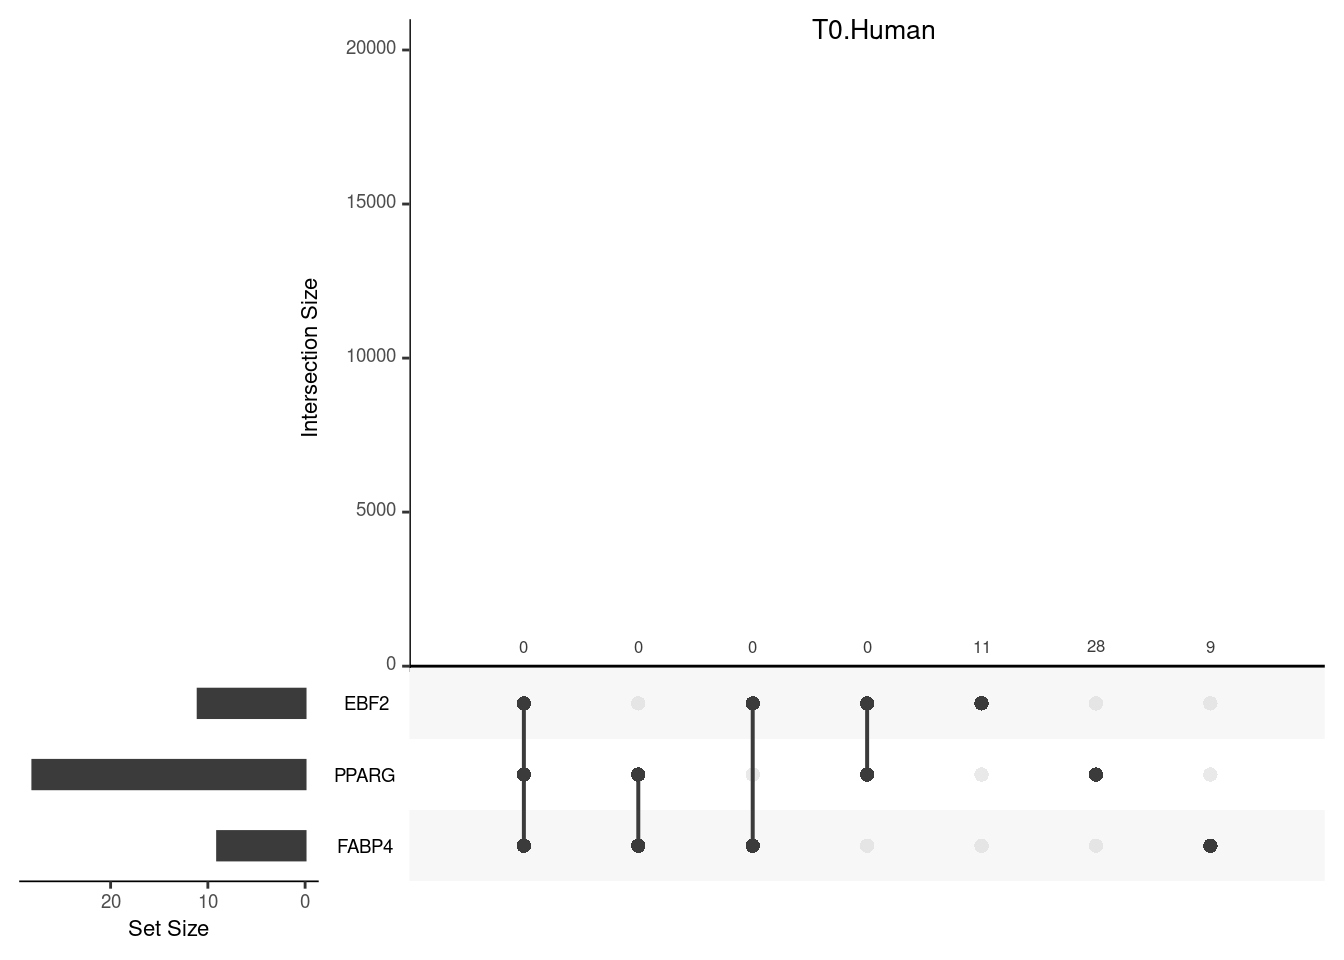 T0.Human
20000
15000
10000
5000
0
Intersection Size
0 0 0 0 11 28 9
EBF2
PPARG
FABP4
20 10 0
Set Size